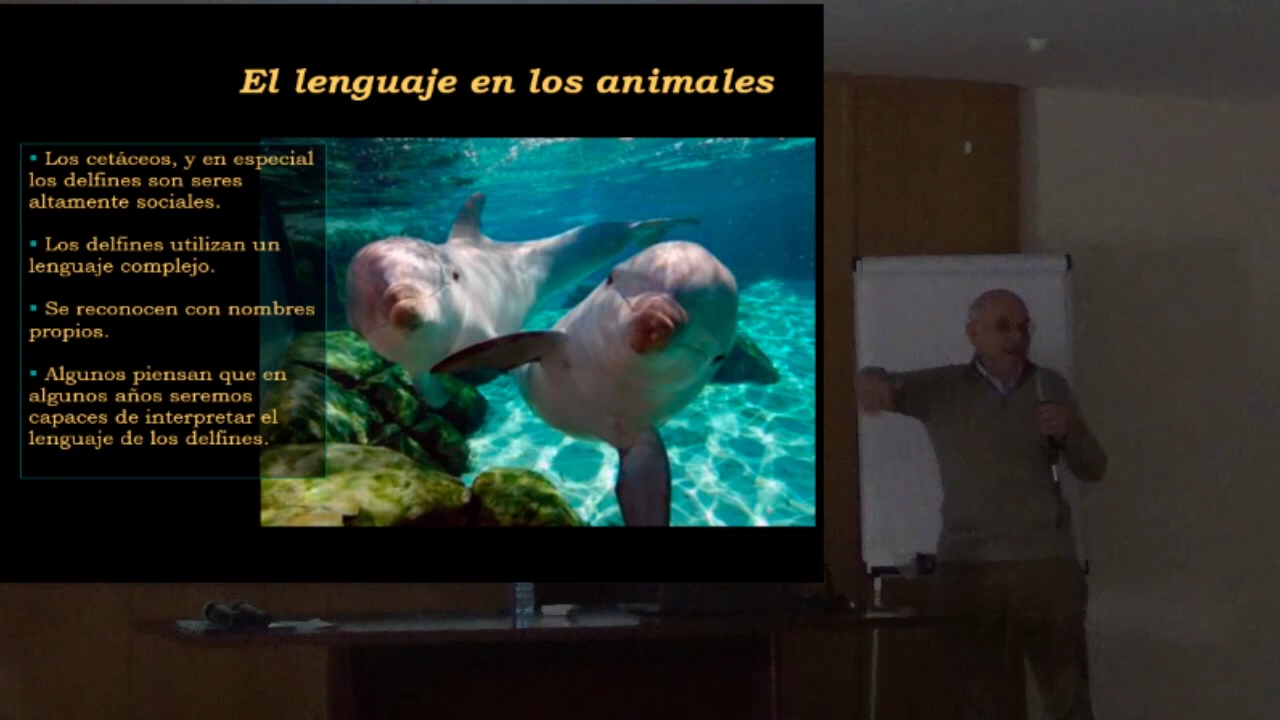 El lenguaje en los animales
▪ Los cetáceos, y en especial
los delfines son seres
altamente sociales.
▪ Los delfines utilizan un
lenguaje complejo.
▪ Se reconocen con nombres
propios.
▪ Algunos piensan que en
algunos años seremos
capaces de interpretar el
lenguaje de los delfines.